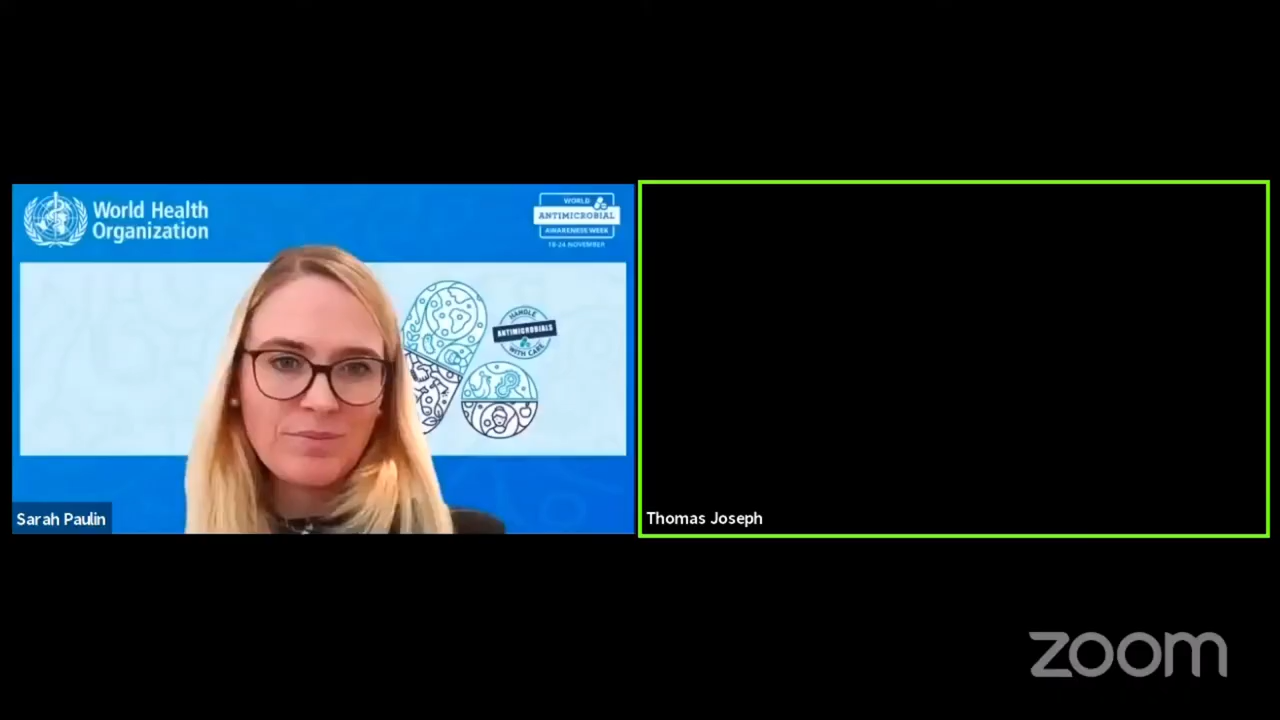 World Health
Organization
WORLD
ANTIMICROBIAL
AWARENESS WEEK
18-24 NOVEMBER
HANDLE
ANTIMICROBIALS
WITH CARE
Sarah Paulin
Thomas Joseph
zoom